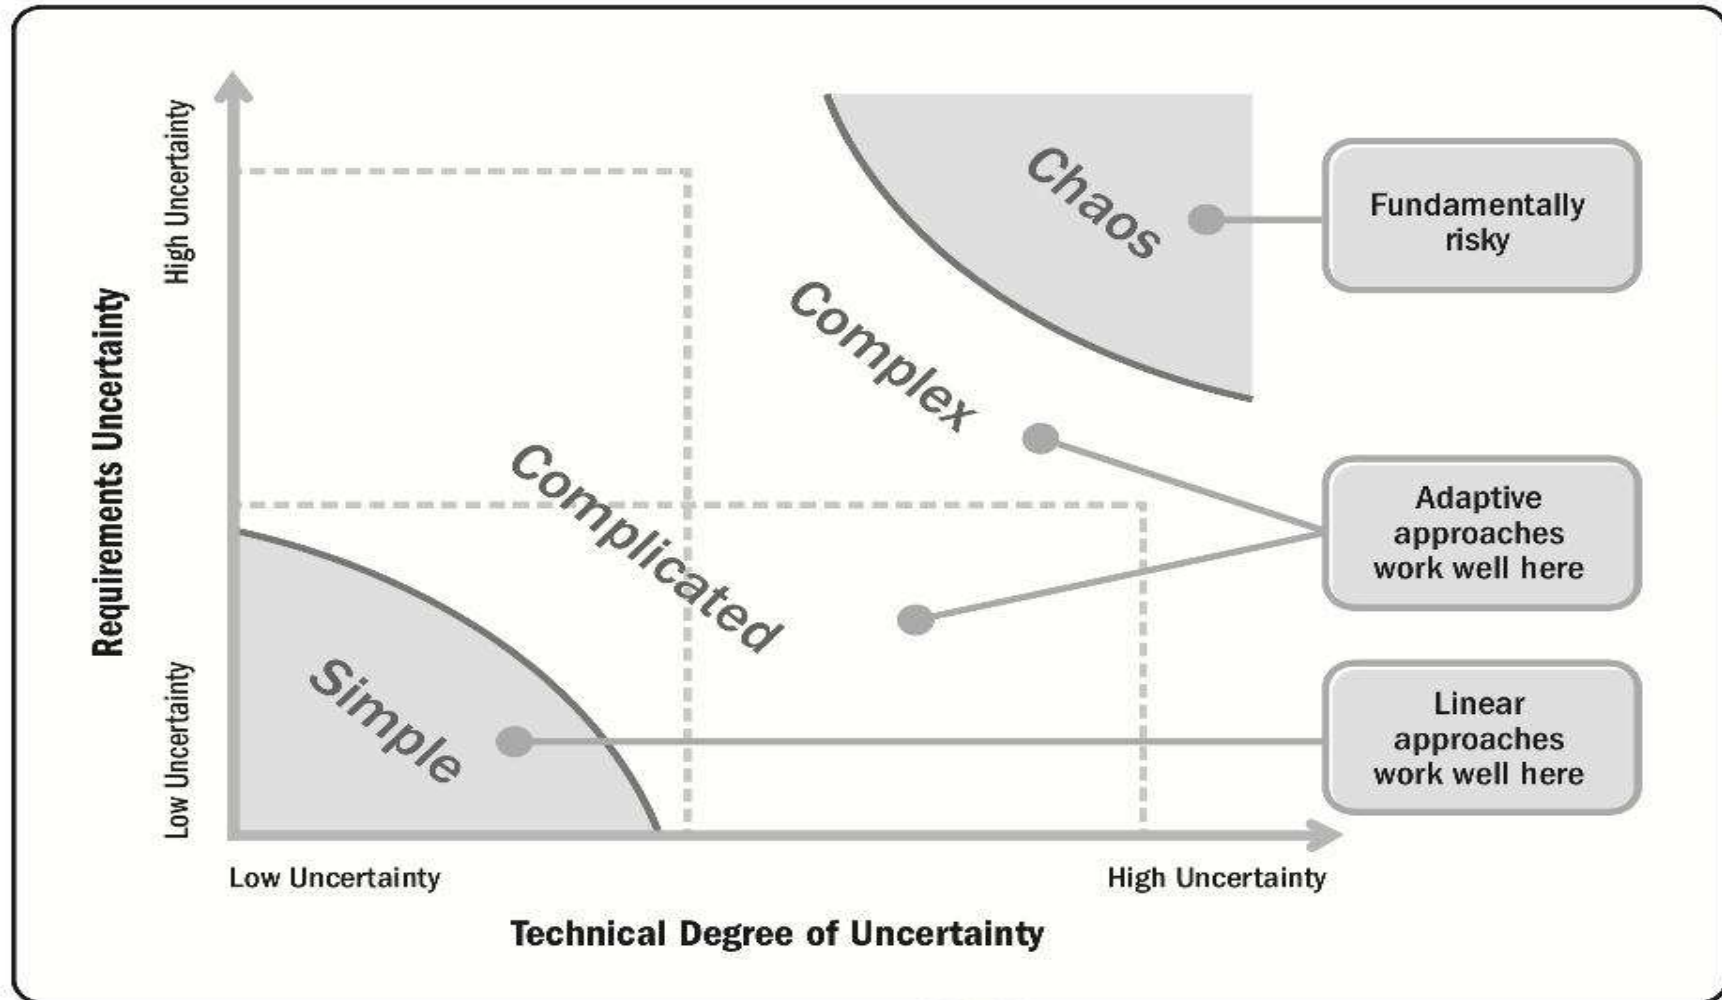 Requirements Uncertainty
High Uncertainty
Low Uncertainty
Chaos
Complex
Complicated
Simple
Fundamentally
risky
Adaptive
approaches
work well here
Linear
approaches
work well here
Low Uncertainty
High Uncertainty
Technical Degree of Uncertainty